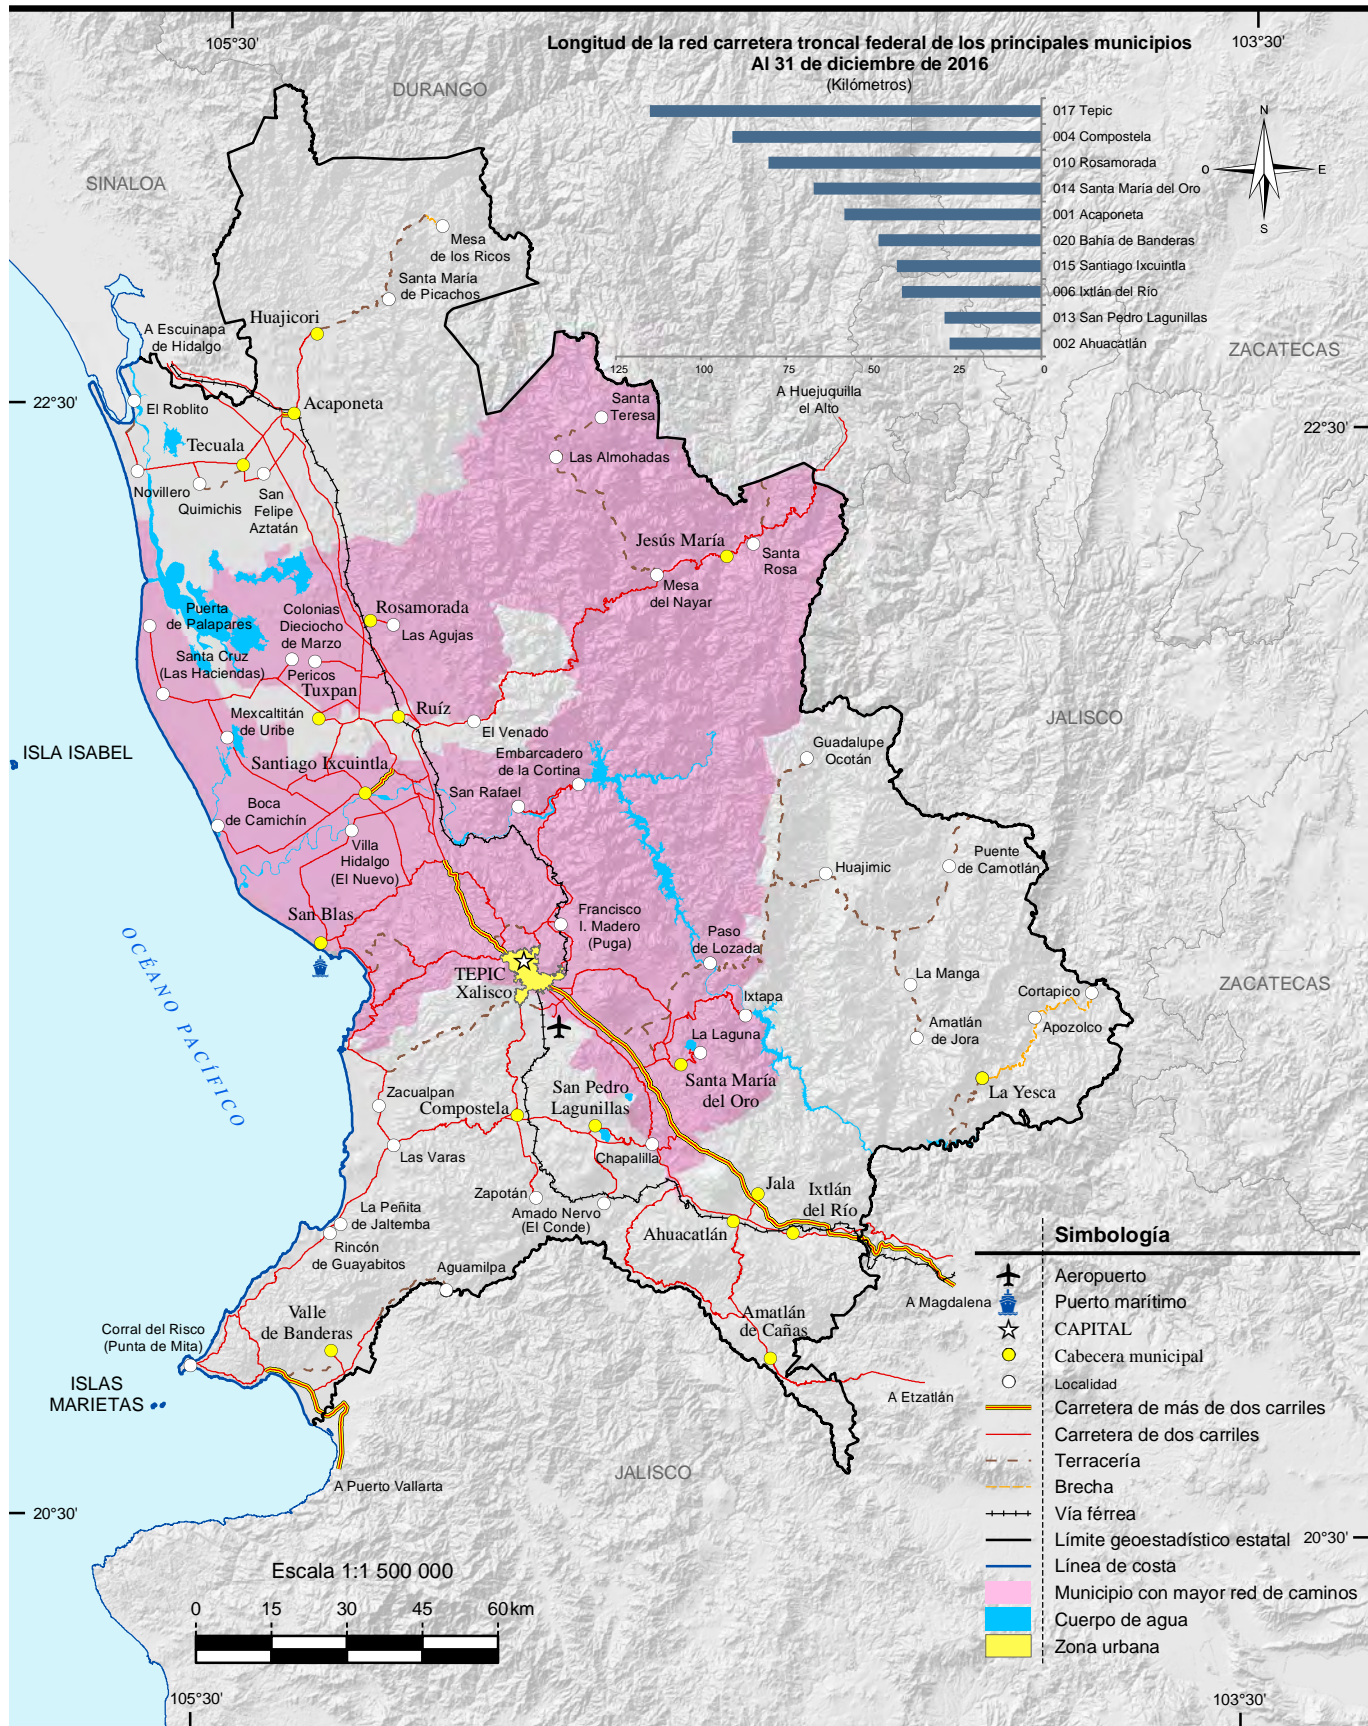 105°30'
103°30'
Longitud de la red carretera troncal federal de los principales municipios
Al 31 de diciembre de 2016
(Kilómetros)
017 Tepic
004 Compostela
010 Rosamorada
014 Santa María del Oro
001 Acaponeta
020 Bahía de Banderas
015 Santiago Ixcuintla
006 Ixtlán del Río
013 San Pedro Lagunillas
002 Ahuacatlán
125 100 75 50 25 0
N
O E
S
DURANGO
SINALOA
ZACATECAS
Mesa
de los Ricos
Santa María
de Picachos
Huajicori
A Escuinapa
de Hidalgo
A Huejuquilla
el Alto
22°30'
22°30'
El Roblito
Acaponeta
Santa
Teresa
Tecuala
Las Almohadas
Novillero
Quimichis
San
Felipe
Aztatán
Jesús María
Santa
Rosa
Mesa
del Nayar
Puerta
de Palapares
Colonias
Dieciocho
de Marzo
Rosamorada
Las Agujas
Santa Cruz
(Las Haciendas)
Pericos
Tuxpan
Mexcaltitán
de Uribe
Ruíz
El Venado
JALISCO
ISLA ISABEL
Santiago Ixcuintla
Embarcadero
de la Cortina
Guadalupe
Ocotán
San Rafael
Boca
de Camichín
Villa
Hidalgo
(El Nuevo)
Huajimic
Puente
de Camotlán
San Blas
Francisco
I. Madero
(Puga)
Paso
de Lozada
OCÉANO PACÍFICO
TEPIC
Xalisco
La Manga
Cortapico
ZACATECAS
Ixtapa
Apozolco
La Laguna
Amatlán
de Jora
Santa María
del Oro
La Yesca
Zacualpan
Compostela
San Pedro
Lagunillas
Las Varas
Chapalilla
Jala
Ixtlán
del Río
Zapotán
Amado Nervo
(El Conde)
Ahuacatlán
La Peñita
de Jaltemba
Rincón
de Guayabitos
Aguamilpa
A Magdalena
Valle
de Banderas
Amatlán
de Cañas
Corral del Risco
(Punta de Mita)
ISLAS
MARIETAS
A Etzatlán
A Puerto Vallarta
JALISCO
Simbología
Aeropuerto
Puerto marítimo
CAPITAL
Cabecera municipal
Localidad
Carretera de más de dos carriles
Carretera de dos carriles
Terracería
Brecha
Vía férrea
Límite geoestadístico estatal
Línea de costa
Municipio con mayor red de caminos
Cuerpo de agua
Zona urbana
20°30'
20°30'
Escala 1:1 500 000
0 15 30 45 60 km
105°30'
103°30'